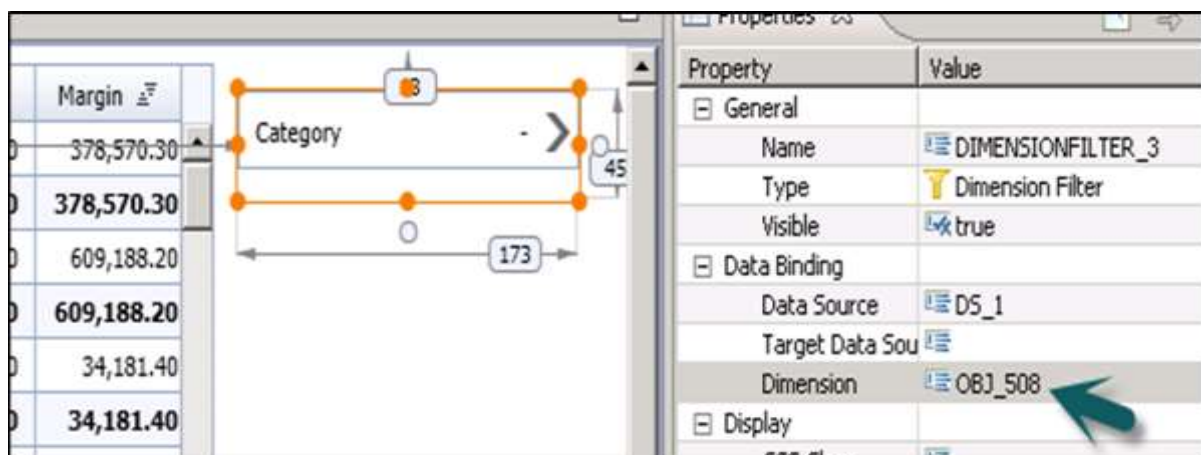 Properties
Property Value
Margin
General
Category -
Name DIMENSIONFILTER_3
378,570.30
45
Type Dimension Filter
378,570.30
Visible true
609,188.20
173
Data Binding
609,188.20
Data Source DS_1
Target Data Sou
34,181.40
Dimension OBJ_508
34,181.40
Display